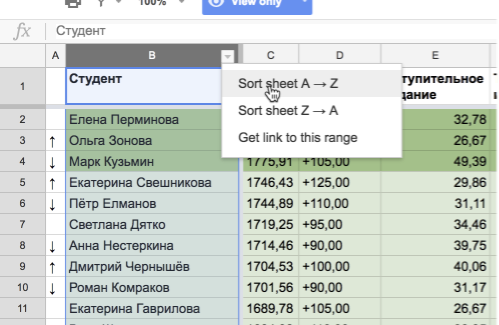 100% View only
fx Студент
A B C D E
1 Студент тупительное
дание
Sort sheet A → Z
Sort sheet Z → A
Get link to this range
2 Елена Перминова 32,78
3 ↑ Ольга Зонова 26,67
4 ↓ Марк Кузьмин 1775,91 +105,00 49,39
5 ↑ Екатерина Свешникова 1746,43 +125,00 29,86
6 ↓ Пётр Елманов 1744,89 +110,00 31,11
7 Светлана Дятко 1719,25 +95,00 34,46
8 ↓ Анна Нестеркина 1714,46 +90,00 39,75
9 ↑ Дмитрий Чернышёв 1704,53 +100,00 40,06
10 ↓ Роман Комраков 1701,56 +90,00 31,17
11 Екатерина Гаврилова 1689,78 +105,00 26,67